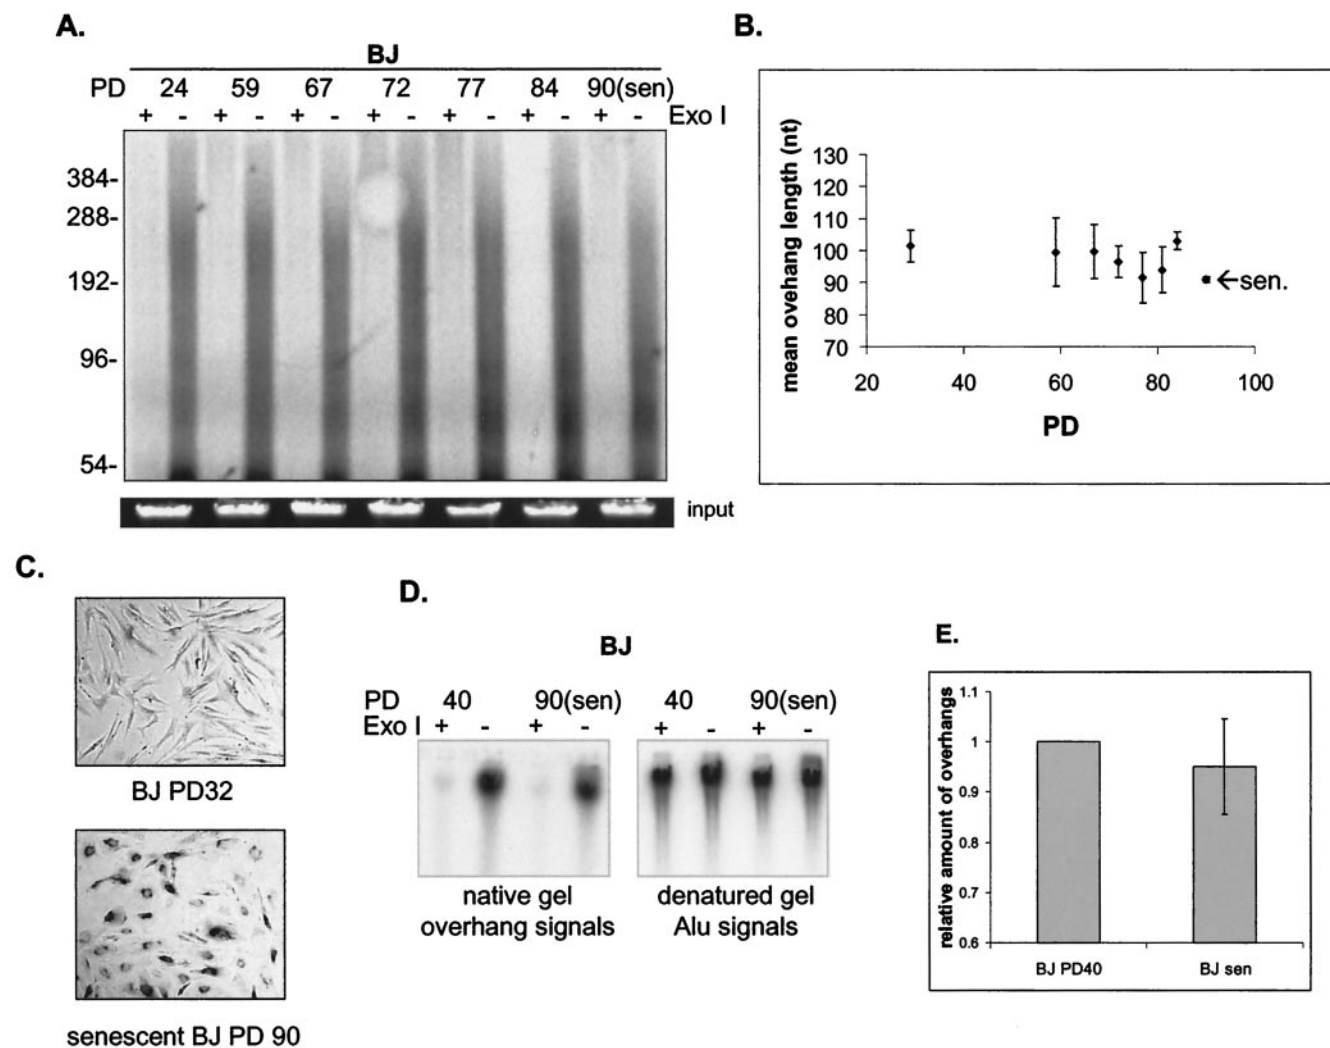 A.
BJ
PD 24 59 67 72 77 84 90(sen)
+ - + - + - + - + - + - + - Exo I
384-
288-
192-
96-
54-
input
B.
mean ovehang length (nt)
130
120
110
100
90
80
70
←sen.
20 40 60 80 100
PD
C.
BJ PD32
senescent BJ PD 90
D.
BJ
PD 40 90(sen) 40 90(sen)
Exo I + - + - + - + -
native gel
overhang signals
denatured gel
Alu signals
E.
relative amount of overhangs
1.1
1
0.9
0.8
0.7
0.6
BJ PD40 BJ sen